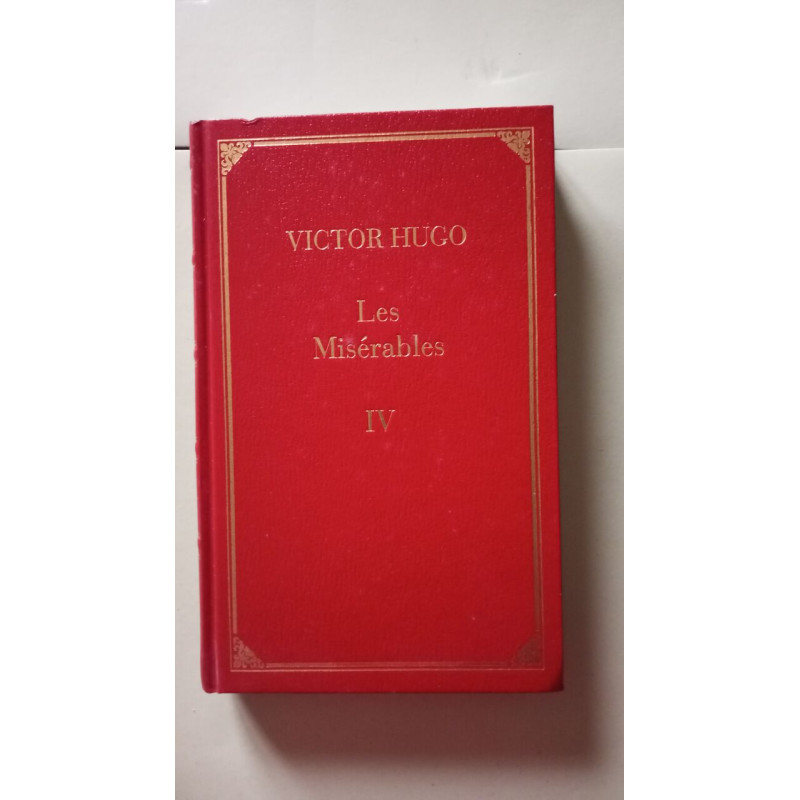 VICTOR HUGO
Les
Misérables
IV